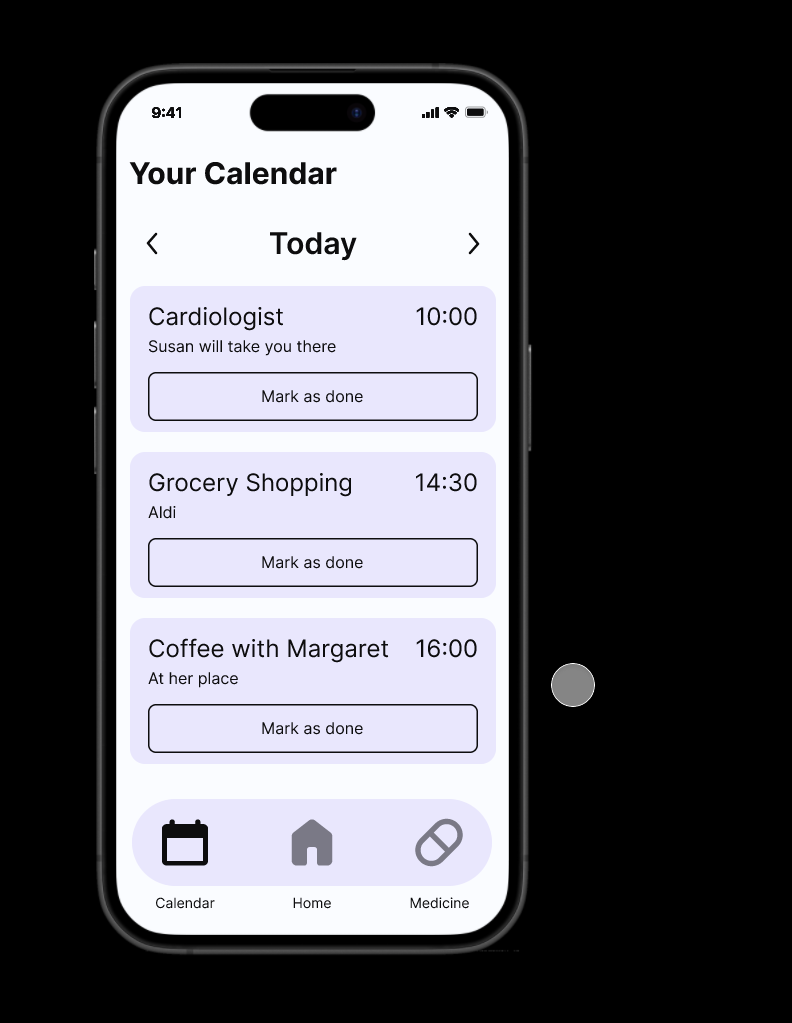 9:41
Your Calendar
Today
Cardiologist 10:00
Susan will take you there
Mark as done
Grocery Shopping 14:30
Aldi
Mark as done
Coffee with Margaret 16:00
At her place
Mark as done
Calendar Home Medicine